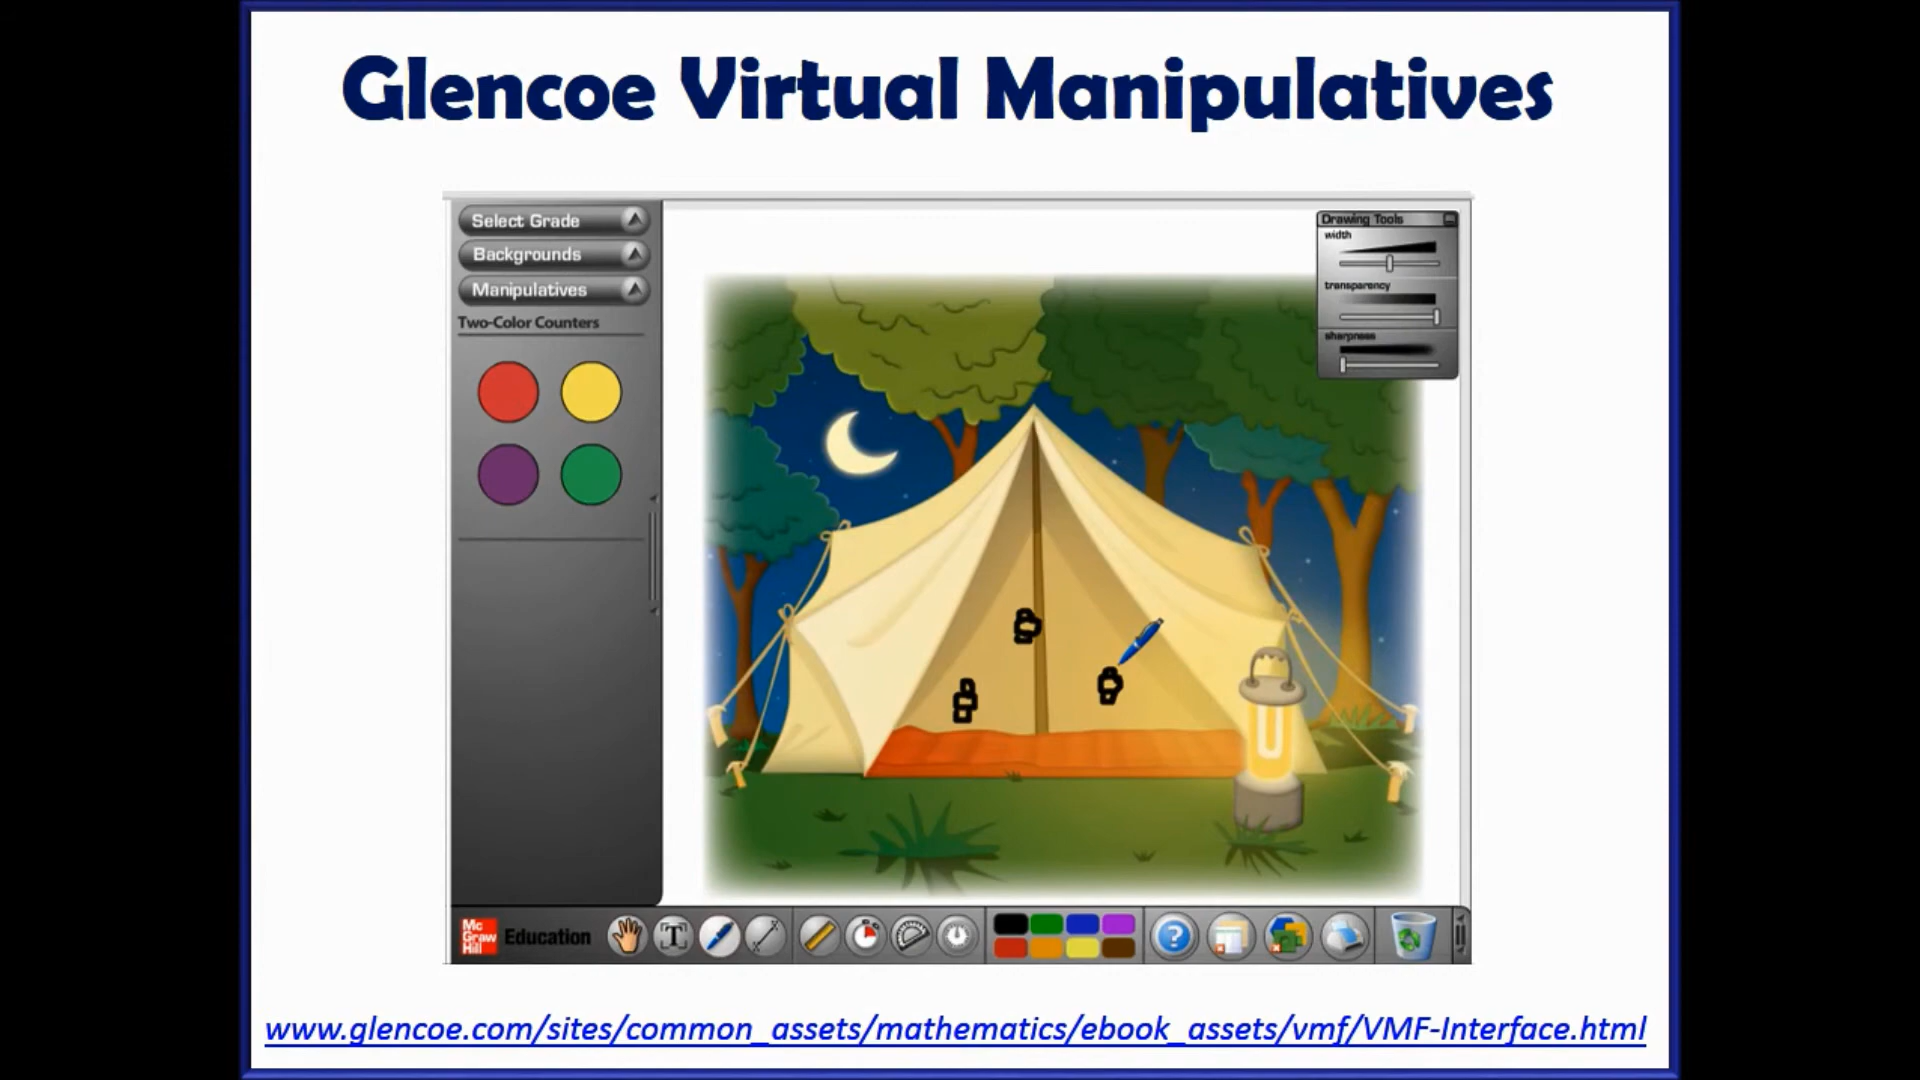 Glencoe Virtual Manipulatives
Select Grade
Backgrounds
Manipulatives
Two-Color Counters
Drawing Tools
width
transparency
sharpness
Mc
Graw
Hill
Education
T
?
www.glencoe.com/sites/common_assets/mathematics/ebook_assets/vmf/VMF-Interface.html